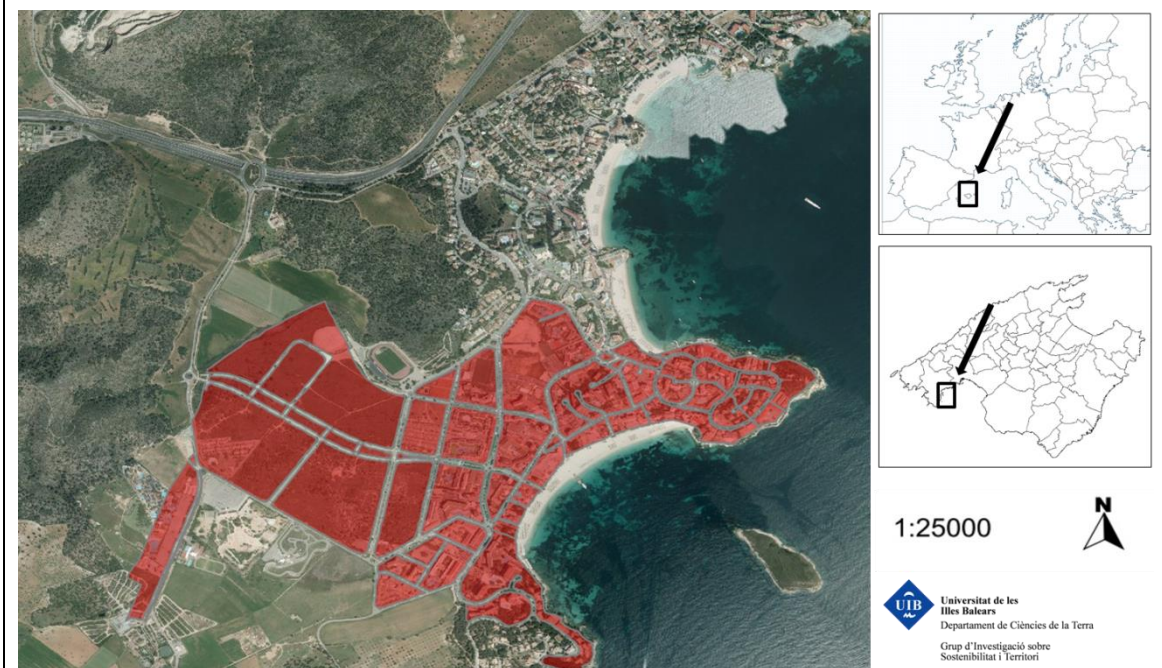 1:25000
N
UIB
Universitat de les
Illes Balears
Departament de Ciències de la Terra
Grup d'Investigació sobre
Sostenibilitat i Territori